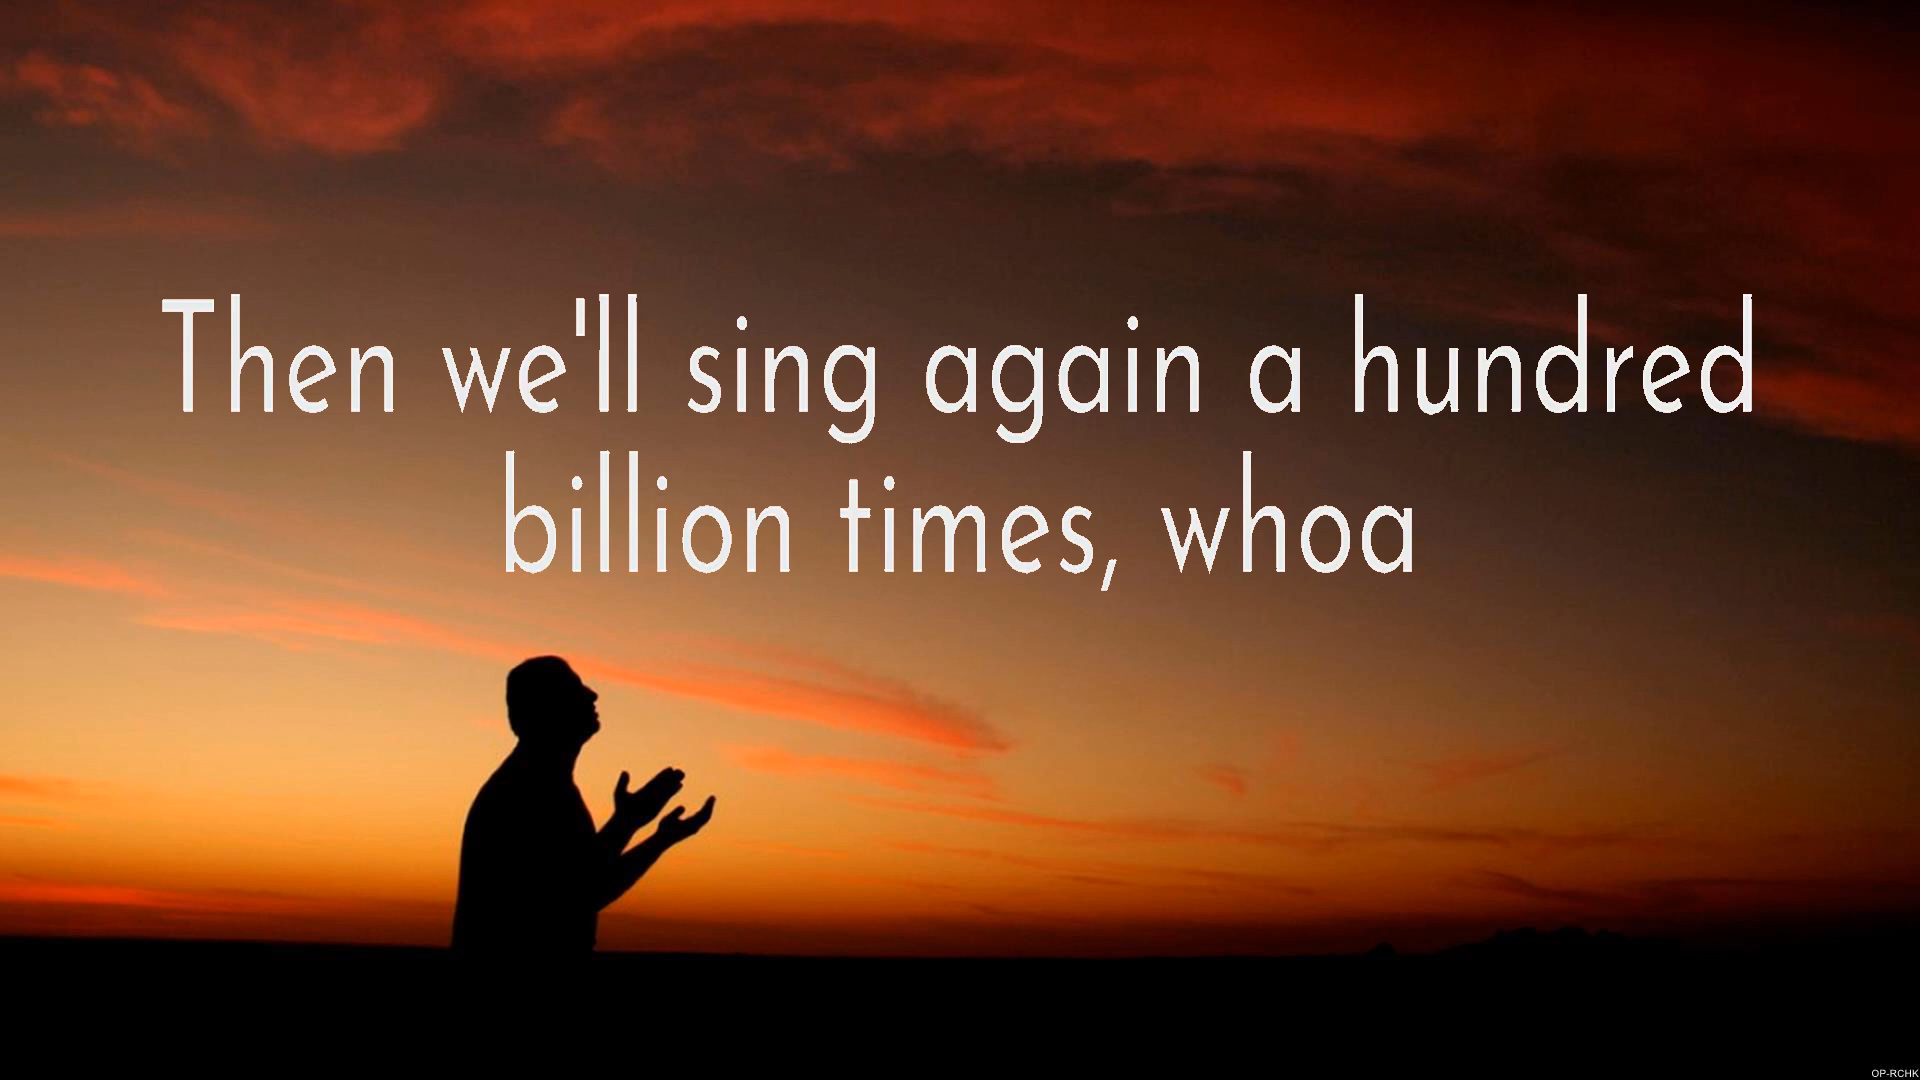 Then we'll sing again a hundred
billion times, whoa
OP-RCHK